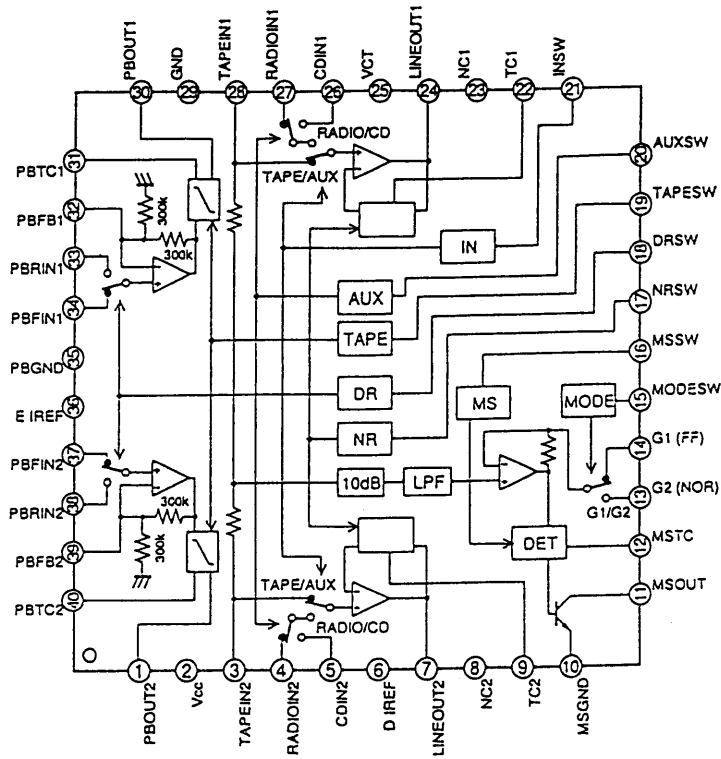 PBOUT1
GND
TAPEIN1
RADIOIN1
CDIN1
VCT
LINEOUT1
NC1
TC1
INSW
30
29
28
27
26
25
24
23
22
21
RADIO/CD
TAPE/AUX
AUXSW
20
PBTC1
31
TAPESW
19
PBFB1
32
300k
300k
IN
DRSW
18
PBRIN1
33
AUX
NRSW
17
PBFIN1
34
TAPE
MSSW
16
PBGND
35
DR
MS
MODE
MODESW
15
E IREF
36
NR
G1 (FF)
14
PBFIN2
37
10dB
LPF
G2 (NOR)
13
G1/G2
PBRIN2
38
300k
300k
DET
MSTC
12
PBFB2
39
TAPE/AUX
MSOUT
11
PBTC2
40
RADIO/CD
1
2
3
4
5
6
7
8
9
10
PBOUT2
Vcc
TAPEIN2
RADIOIN2
CDIN2
D IREF
LINEOUT2
NC2
TC2
MSGND